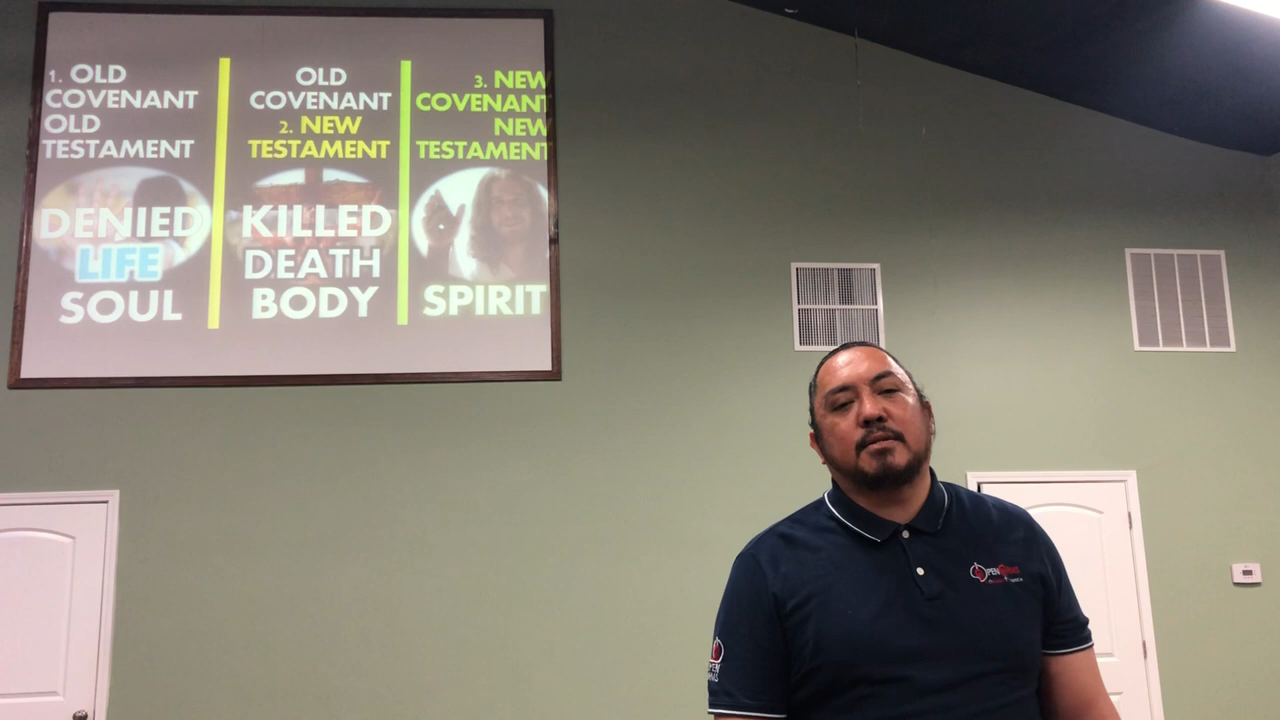 1. OLD
COVENANT
OLD
TESTAMENT
DENIED
LIFE
SOUL
OLD
COVENANT
2. NEW
TESTAMENT
KILLED
DEATH
BODY
3. NEW
COVENANT
NEW
TESTAMENT
SPIRIT